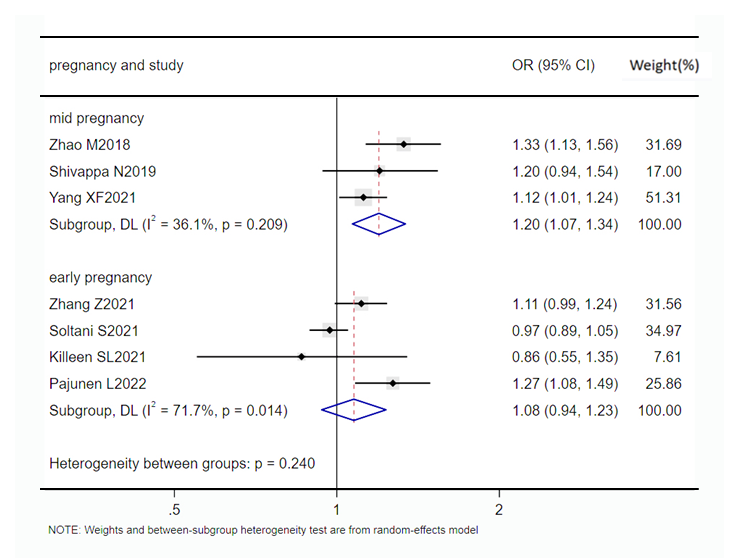 pregnancy and study OR (95% CI) Weight(%)
mid pregnancy
Zhao M2018 1.33 (1.13, 1.56) 31.69
Shivappa N2019 1.20 (0.94, 1.54) 17.00
Yang XF2021 1.12 (1.01, 1.24) 51.31
Subgroup, DL (I² = 36.1%, p = 0.209) 1.20 (1.07, 1.34) 100.00
early pregnancy
Zhang Z2021 1.11 (0.99, 1.24) 31.56
Soltani S2021 0.97 (0.89, 1.05) 34.97
Killeen SL2021 0.86 (0.55, 1.35) 7.61
Pajunen L2022 1.27 (1.08, 1.49) 25.86
Subgroup, DL (I² = 71.7%, p = 0.014) 1.08 (0.94, 1.23) 100.00
Heterogeneity between groups: p = 0.240
.5 1 2
NOTE: Weights and between-subgroup heterogeneity test are from random-effects model